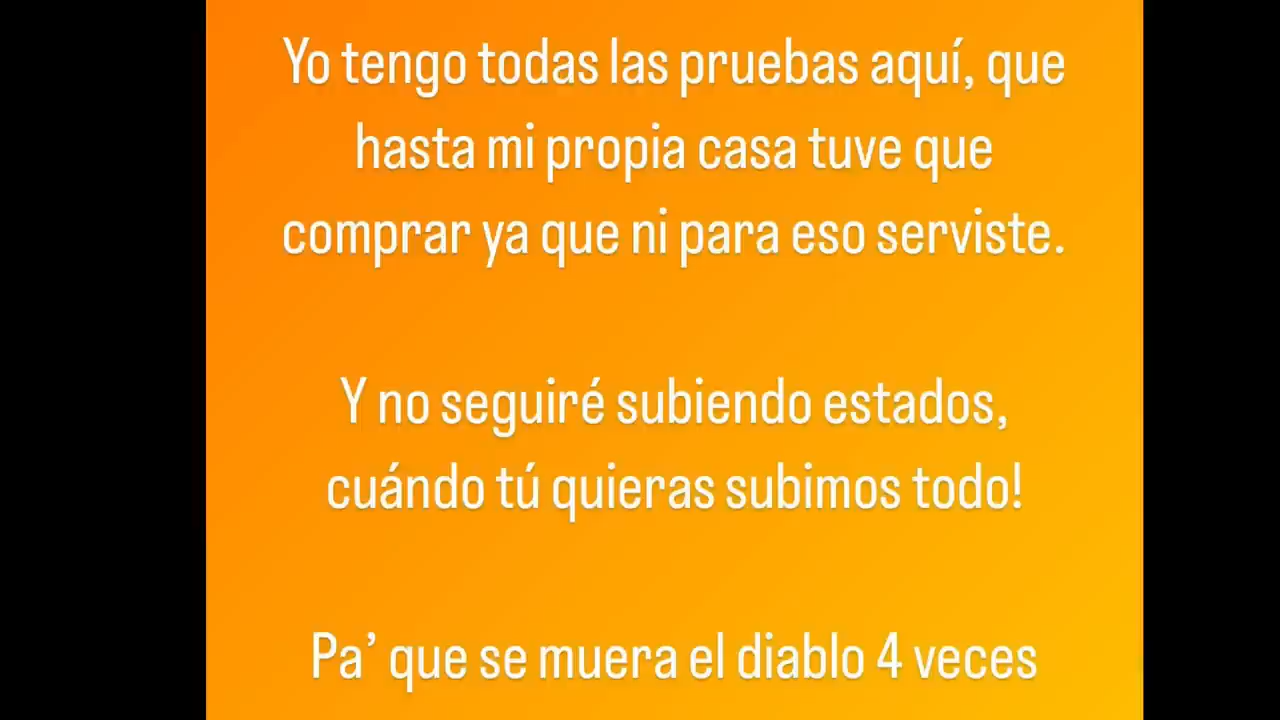 Yo tengo todas las pruebas aquí, que
hasta mi propia casa tuve que
comprar ya que ni para eso serviste.
Y no seguiré subiendo estados,
cuándo tú quieras subimos todo!
Pa’ que se muera el diablo 4 veces